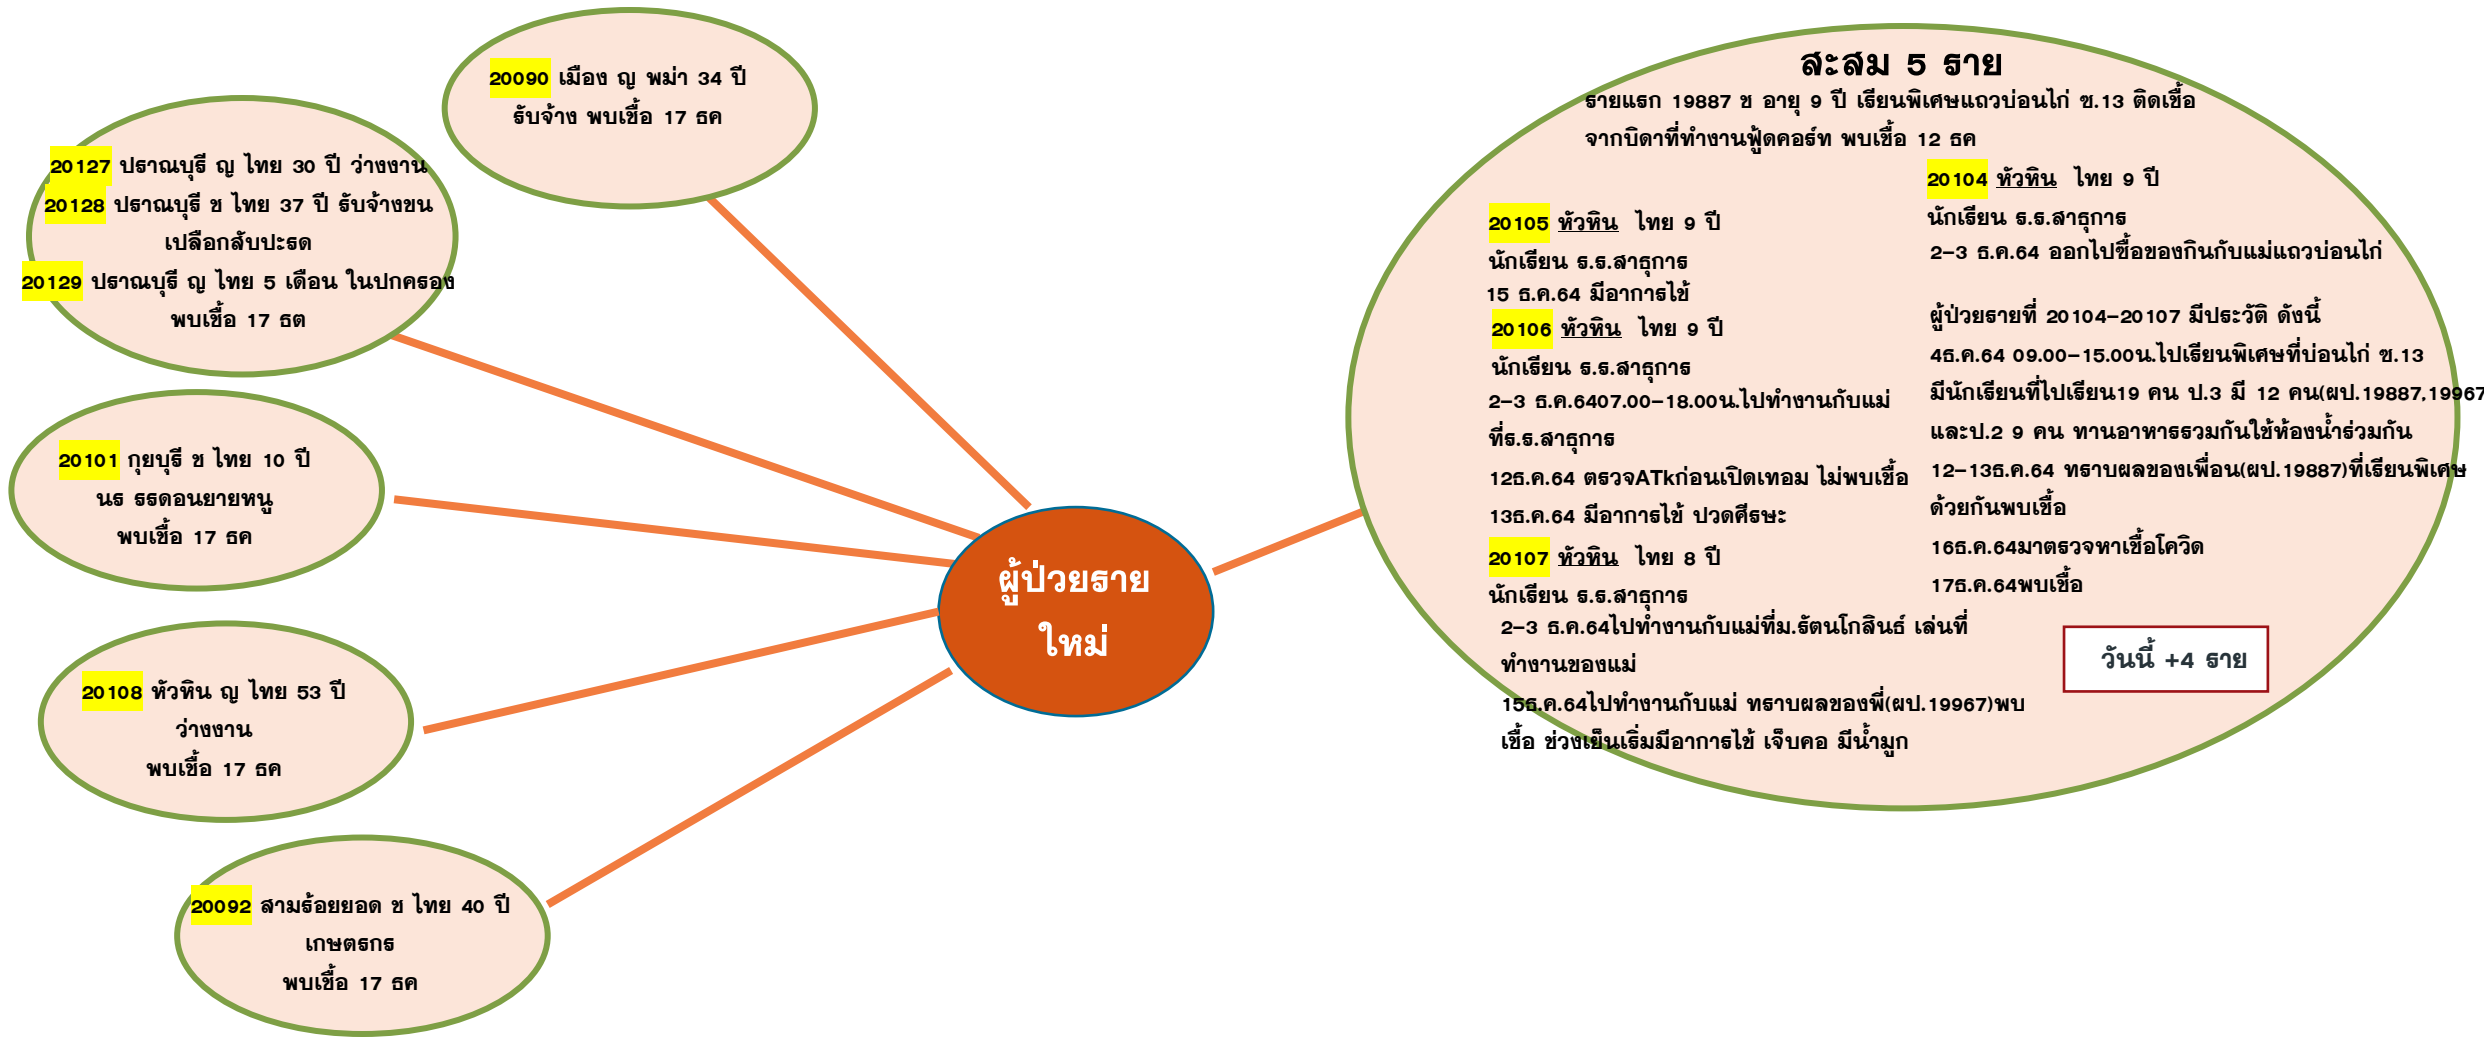 20090 เมือง ญ พม่า 34 ปี
รับจ้าง พบเชื้อ 17 ธค
20127 ปราณบุรี ญ ไทย 30 ปี ว่างงาน
20128 ปราณบุรี ช ไทย 37 ปี รับจ้างขน
เปลือกสับปะรด
20129 ปราณบุรี ญ ไทย 5 เดือน ในปกครอง
พบเชื้อ 17 ธต
20101 กุยบุรี ช ไทย 10 ปี
นร รรดอนยายหนู
พบเชื้อ 17 ธค
20108 หัวหิน ญ ไทย 53 ปี
ว่างงาน
พบเชื้อ 17 ธค
20092 สามร้อยยอด ช ไทย 40 ปี
เกษตรกร
พบเชื้อ 17 ธค
ผู้ป่วยราย
ใหม่
สะสม 5 ราย
รายแรก 19887 ช อายุ 9 ปี เรียนพิเศษแถวบ่อนไก่ ซ.13 ติดเชื้อ
จากบิดาที่ทำงานฟู้ดคอร์ท พบเชื้อ 12 ธค
20105 หัวหิน ไทย 9 ปี
นักเรียน ร.ร.สาธุการ
15 ธ.ค.64 มีอาการไข้
20106 หัวหิน ไทย 9 ปี
นักเรียน ร.ร.สาธุการ
2-3 ธ.ค.6407.00-18.00น.ไปทำงานกับแม่
ที่ร.ร.สาธุการ
12ธ.ค.64 ตรวจATkก่อนเปิดเทอม ไม่พบเชื้อ
13ธ.ค.64 มีอาการไข้ ปวดศีรษะ
20107 หัวหิน ไทย 8 ปี
นักเรียน ร.ร.สาธุการ
2-3 ธ.ค.64ไปทำงานกับแม่ที่ม.รัตนโกสินธ์ เล่นที่
ทำงานของแม่
15ธ.ค.64ไปทำงานกับแม่ ทราบผลของพี่(ผป.19967)พบ
เชื้อ ช่วงเย็นเริ่มมีอาการไข้ เจ็บคอ มีน้ำมูก
20104 หัวหิน ไทย 9 ปี
นักเรียน ร.ร.สาธุการ
2-3 ธ.ค.64 ออกไปซื้อของกินกับแม่แถวบ่อนไก่
ผู้ป่วยรายที่ 20104-20107 มีประวัติ ดังนี้
4ธ.ค.64 09.00-15.00น.ไปเรียนพิเศษที่บ่อนไก่ ซ.13
มีนักเรียนที่ไปเรียน19 คน ป.3 มี 12 คน(ผป.19887,19967
และป.2 9 คน ทานอาหารรวมกันใช้ห้องน้ำร่วมกัน
12-13ธ.ค.64 ทราบผลของเพื่อน(ผป.19887)ที่เรียนพิเศษ
ด้วยกันพบเชื้อ
16ธ.ค.64มาตรวจหาเชื้อโควิด
17ธ.ค.64พบเชื้อ
วันนี้ +4 ราย